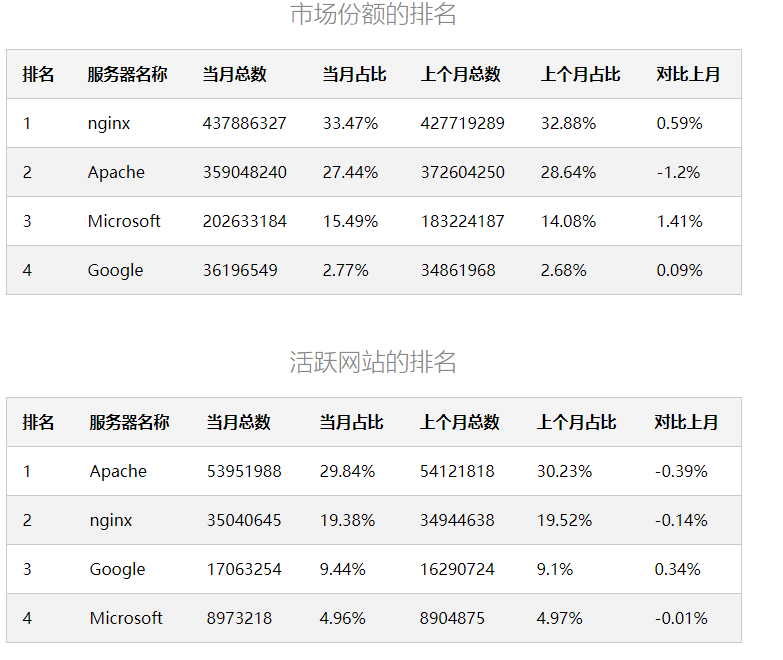 市场份额的排名
排名 服务器名称 当月总数 当月占比 上个月总数 上个月占比 对比上月
1 nginx 437886327 33.47% 427719289 32.88% 0.59%
2 Apache 359048240 27.44% 372604250 28.64% -1.2%
3 Microsoft 202633184 15.49% 183224187 14.08% 1.41%
4 Google 36196549 2.77% 34861968 2.68% 0.09%
活跃网站的排名
排名 服务器名称 当月总数 当月占比 上个月总数 上个月占比 对比上月
1 Apache 53951988 29.84% 54121818 30.23% -0.39%
2 nginx 35040645 19.38% 34944638 19.52% -0.14%
3 Google 17063254 9.44% 16290724 9.1% 0.34%
4 Microsoft 8973218 4.96% 8904875 4.97% -0.01%